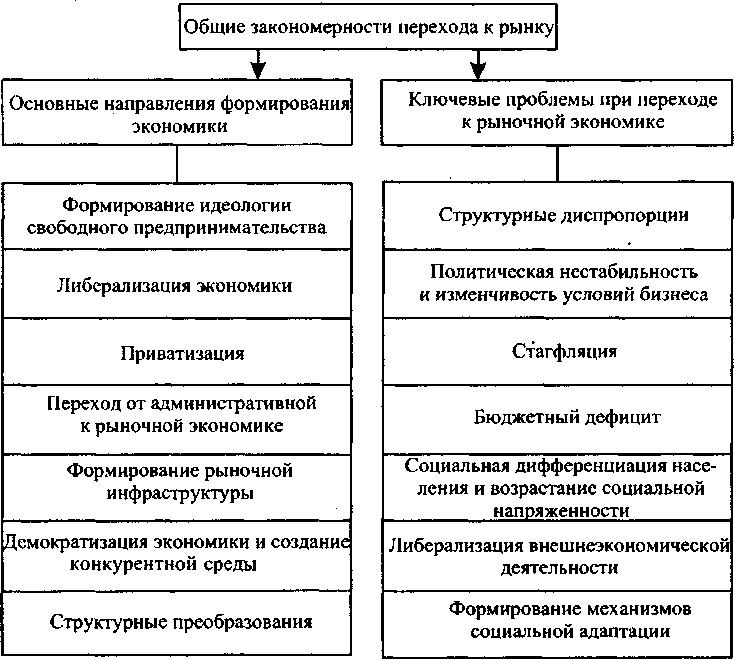 Общие закономерности перехода к рынку
Основные направления формирования
экономики
Ключевые проблемы при переходе
к рыночной экономике
Формирование идеологии
свободного предпринимательства
Либерализация экономики
Приватизация
Переход от административной
к рыночной экономике
Формирование рыночной
инфраструктуры
Демократизация экономики и создание
конкурентной среды
Структурные преобразования
Структурные диспропорции
Политическая нестабильность
и изменчивость условий бизнеса
Стагфляция
Бюджетный дефицит
Социальная дифференциация насе-
ления и возрастание социальной
напряженности
Либерализация внешнеэкономической
деятельности
Формирование механизмов
социальной адаптации